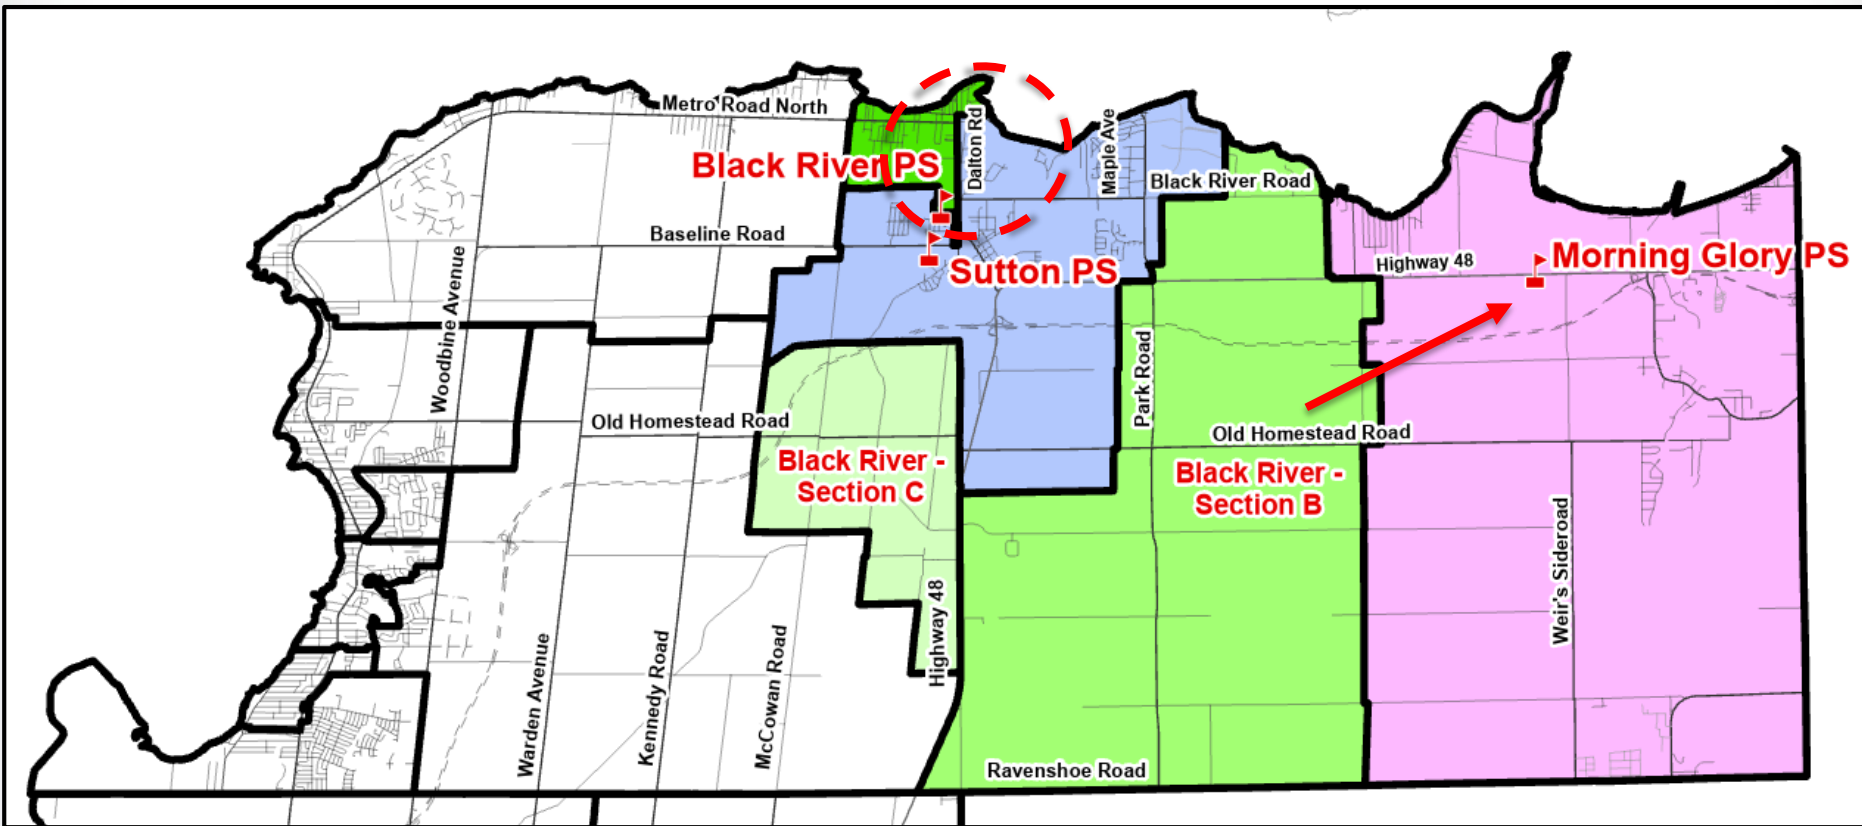 Metro Road North
Dalton Rd
Maple Ave
Black River PS
Black River Road
Baseline Road
Woodbine Avenue
Sutton PS
Highway 48
Morning Glory PS
Park Road
Old Homestead Road
Old Homestead Road
Black River -
Section C
Black River -
Section B
Weir's Sideroad
Highway 48
Warden Avenue
Kennedy Road
McCowan Road
Ravenshoe Road